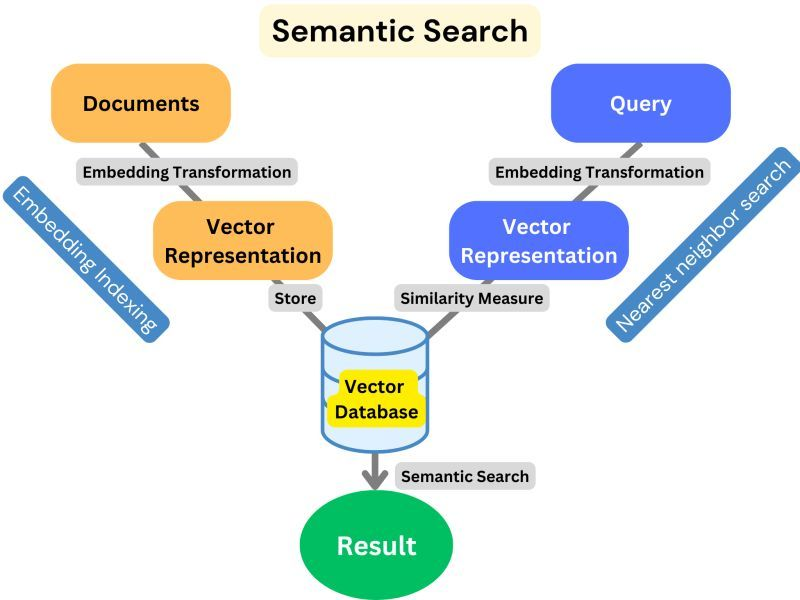 Semantic Search
Documents
Query
Embedding Transformation
Embedding Transformation
Embedding Indexing
Nearest neighbor search
Vector
Representation
Vector
Representation
Store
Similarity Measure
Vector
Database
Semantic Search
Result